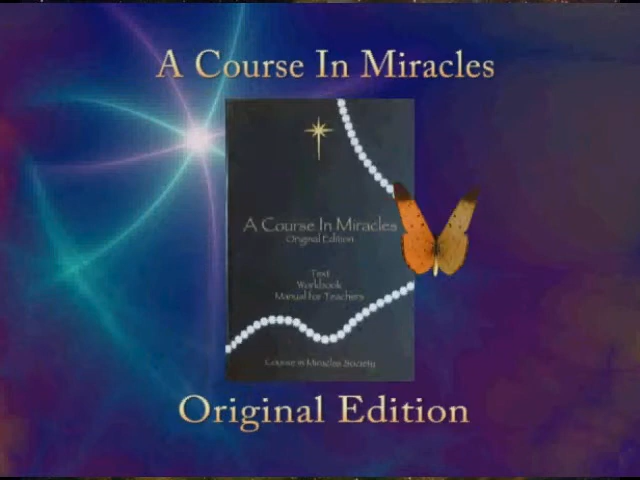 A Course In Miracles
A Course In Miracles
Original Edition
Text
Workbook
Manual for Teachers
Course in Miracles Society
Original Edition